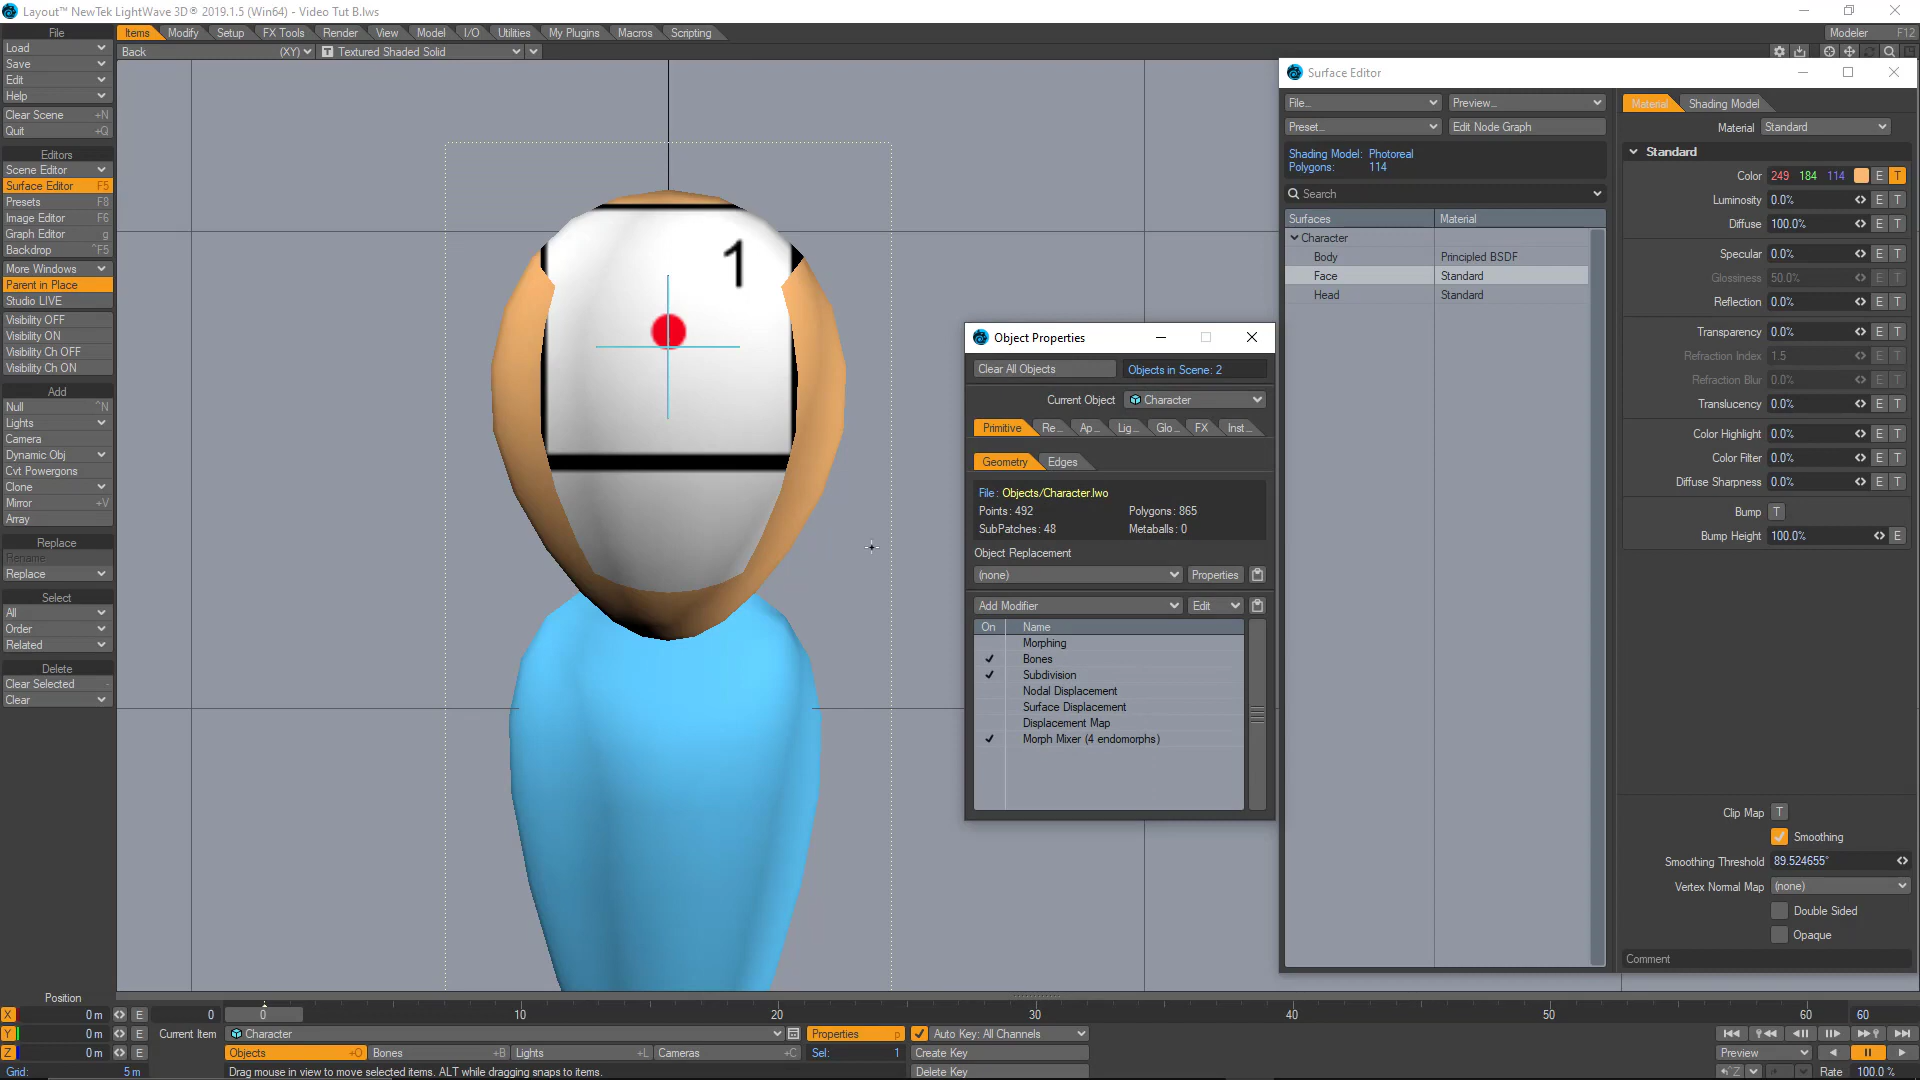 Layout™ NewTek LightWave 3D® 2019.1.5 (Win64) - Video Tut B.lws
File
Items Modify Setup FX Tools Render View Model I/O Utilities My Plugins Macros Scripting
Modeler F12
Load
Back (XY) Textured Shaded Solid
Save
Edit
Help
Clear Scene +N
Quit +Q
Editors
Scene Editor
Surface Editor F5
Presets F8
Image Editor F6
Graph Editor g
Backdrop ^F5
More Windows
Parent in Place
Studio LIVE
Visibility OFF
Visibility ON
Visibility Ch OFF
Visibility Ch ON
Add
Null ^N
Lights
Camera
Dynamic Obj
Cvt Powergons
Clone
Mirror +V
Array
Replace
Rename
Replace
Select
All
Order
Related
Delete
Clear Selected -
Clear
1
Object Properties
Clear All Objects Objects in Scene: 2
Current Object Character
Primitive Re... Ap... Lig... Glo... FX Inst...
Geometry Edges
File : Objects/Character.lwo
Points : 492 Polygons : 865
SubPatches : 48 Metaballs : 0
Object Replacement
(none) Properties
Add Modifier Edit
On Name
Morphing
Bones
Subdivision
Nodal Displacement
Surface Displacement
Displacement Map
Morph Mixer (4 endomorphs)
Surface Editor
File... Preview...
Preset... Edit Node Graph
Shading Model: Photoreal
Polygons: 114
Search
Surfaces Material
Character
Body Principled BSDF
Face Standard
Head Standard
Material Shading Model
Material Standard
Standard
Color 249 184 114 E T
Luminosity 0.0% E T
Diffuse 100.0% E T
Specular 0.0% E T
Glossiness 50.0% E T
Reflection 0.0% E T
Transparency 0.0% E T
Refraction Index 1.5 E T
Refraction Blur 0.0% E T
Translucency 0.0% E T
Color Highlight 0.0% E T
Color Filter 0.0% E T
Diffuse Sharpness 0.0% E T
Bump T
Bump Height 100.0% E
Clip Map T
Smoothing
Smoothing Threshold 89.524655°
Vertex Normal Map (none)
Double Sided
Opaque
Comment
Position
X 0 m E 0 0 10 20 30 40 50 60 60
Y 0 m E Current Item Character Properties p Auto Key: All Channels
Z 0 m E Objects +O Bones +B Lights +L Cameras +C Sel: 1 Create Key Preview
Grid: 5 m Drag mouse in view to move selected items. ALT while dragging snaps to items. Delete Key ^Z Rate 100.0 %